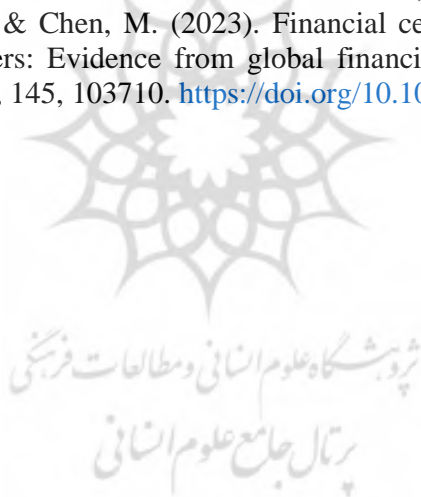 & Chen, M. (2023). Financial ce
ers: Evidence from global financi
, 145, 103710. https://doi.org/10.10
پژوهشگاه علوم انسانی و مطالعات فرهنگی
پرتال جامع علوم انسانی